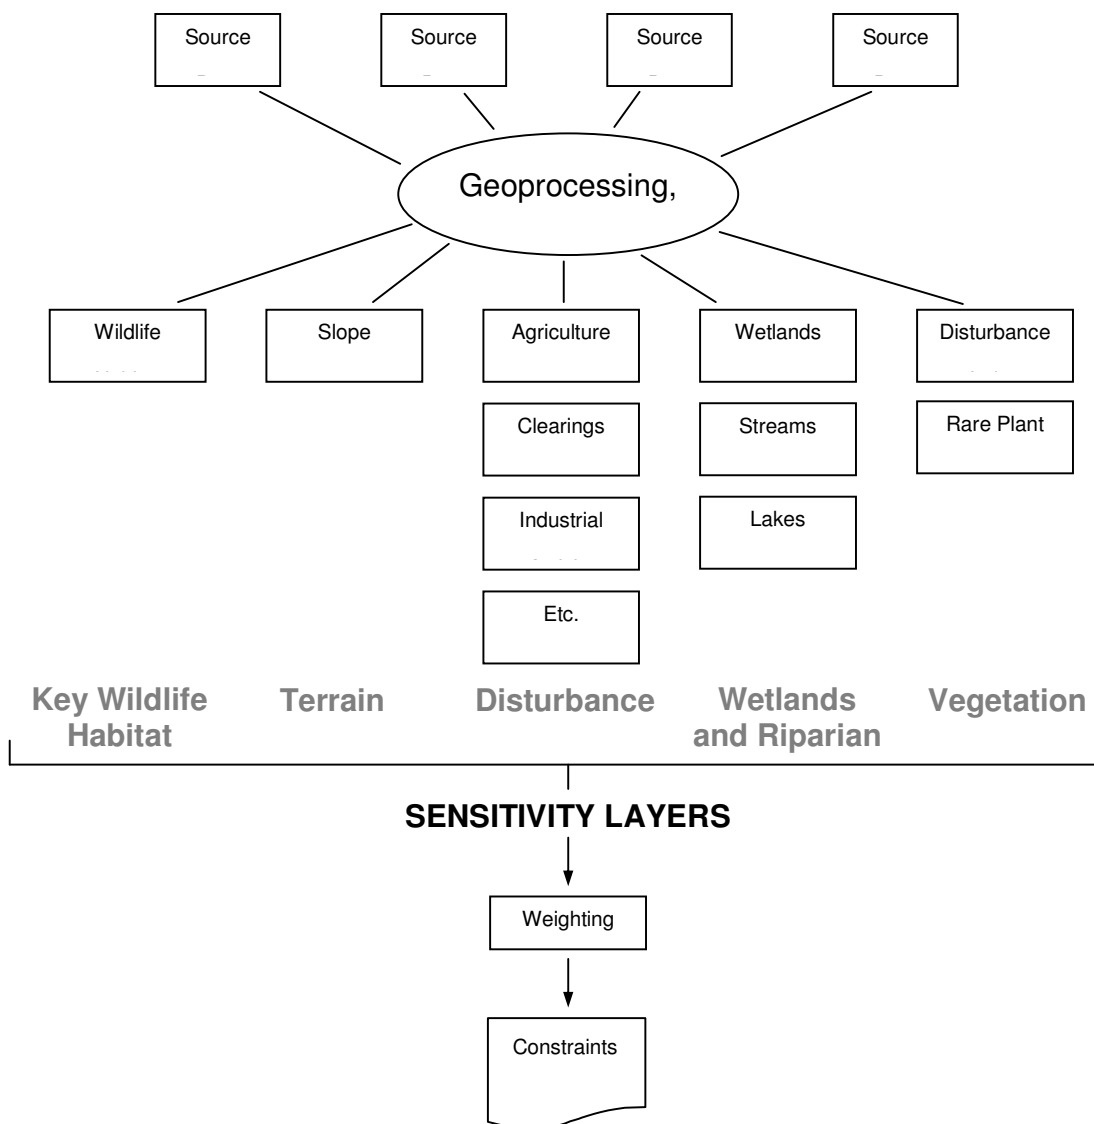 Source
Source
Source
Source
Geoprocessing,
Wildlife
Slope
Agriculture
Wetlands
Disturbance
Clearings
Streams
Rare Plant
Industrial
Lakes
Etc.
Key Wildlife
Habitat
Terrain
Disturbance
Wetlands
and Riparian
Vegetation
SENSITIVITY LAYERS
Weighting
Constraints